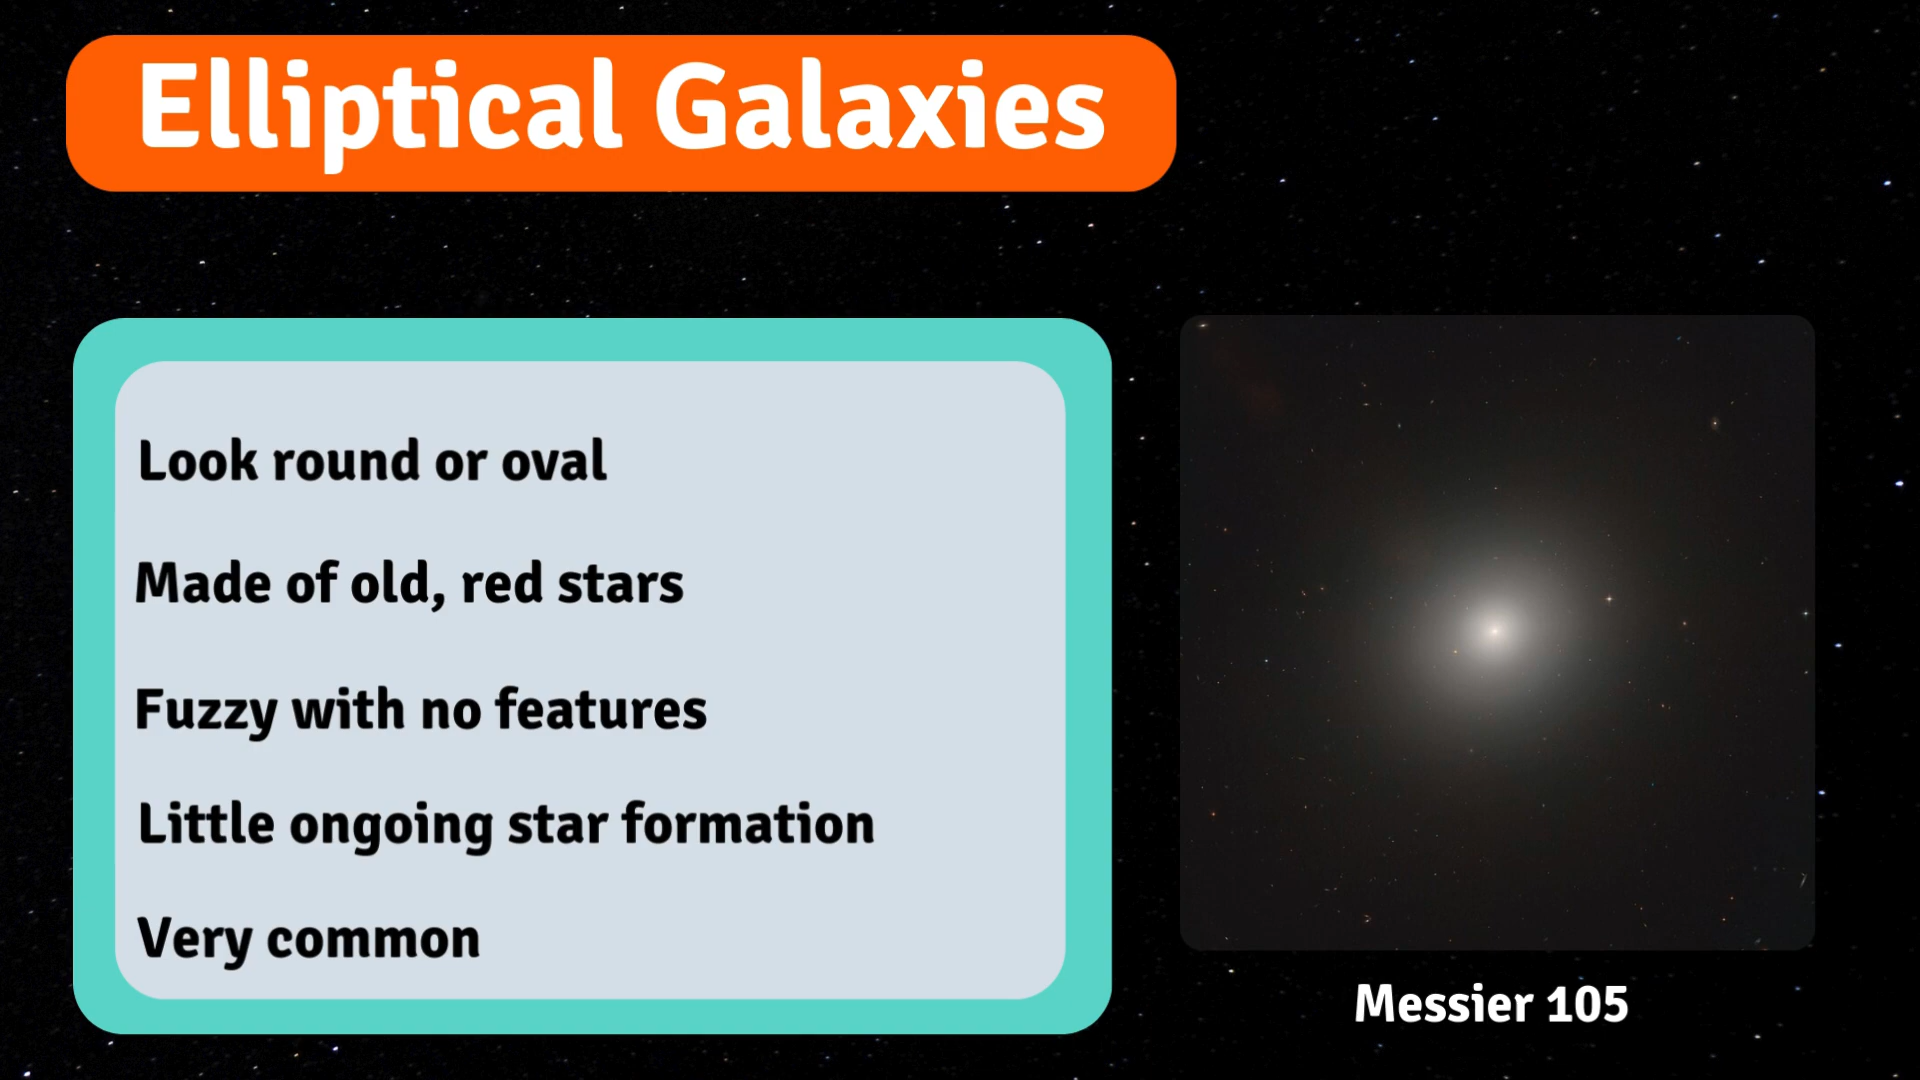 Elliptical Galaxies
Look round or oval
Made of old, red stars
Fuzzy with no features
Little ongoing star formation
Very common
Messier 105